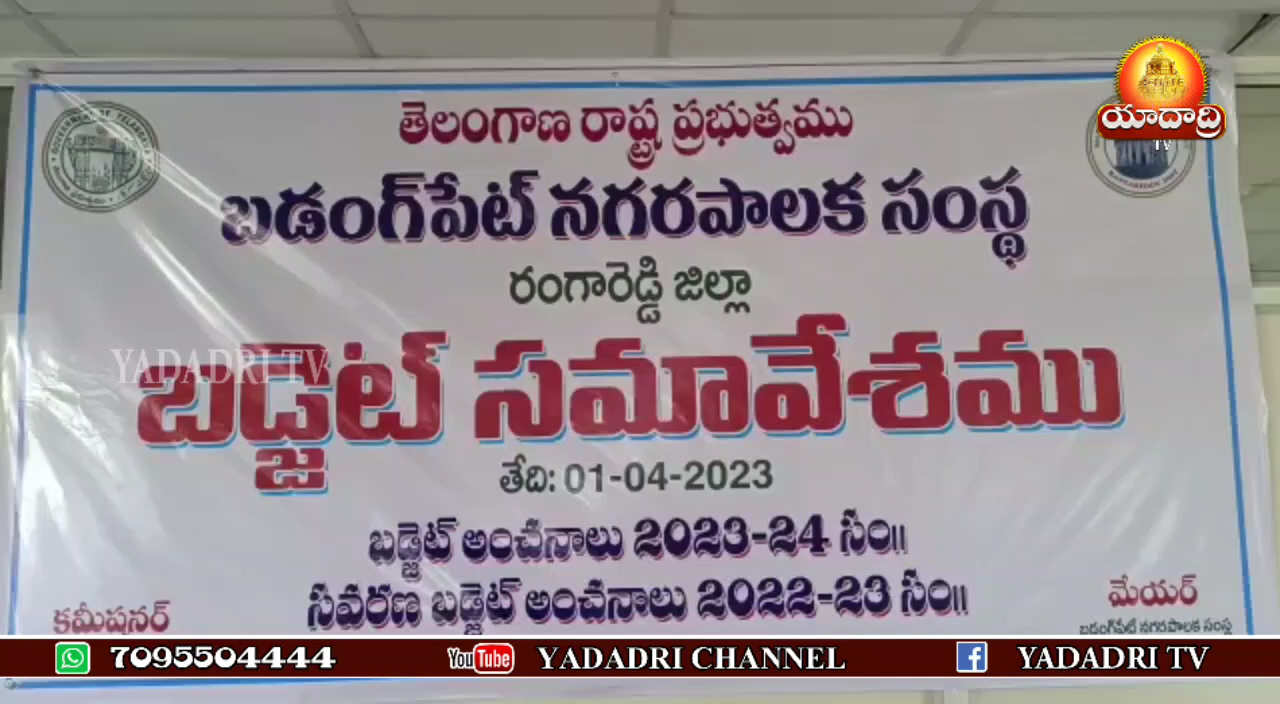 తెలంగాణ రాష్ట్ర ప్రభుత్వము
బడంగ్‌పేట్ నగరపాలక సంస్థ
రంగారెడ్డి జిల్లా
బడ్జెట్ సమావేశము
తేది: 01-04-2023
బడ్జెట్ అంచనాలు 2023-24 సం॥
సవరణ బడ్జెట్ అంచనాలు 2022-23 సం॥
కమీషనర్
మేయర్
బడంగ్‌పేట్ నగరపాలక సంస్థ
యాదాద్రి
TV
YADADRI TV
7095504444
YouTube YADADRI CHANNEL
YADADRI TV